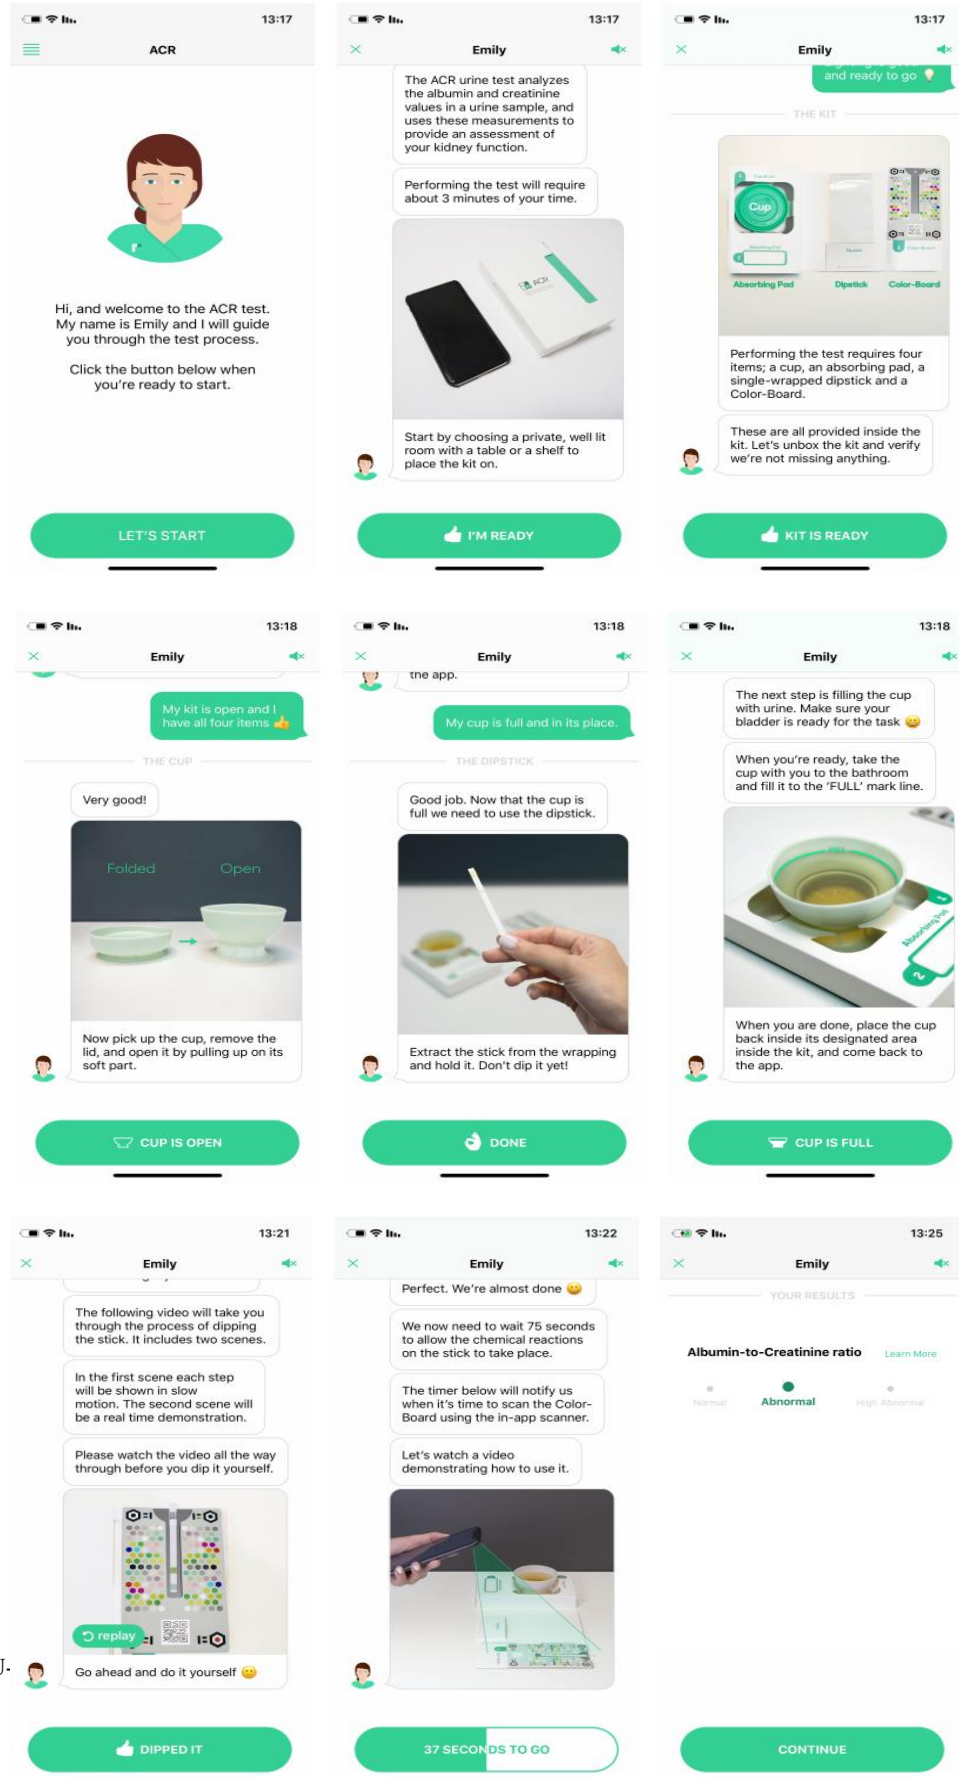 13:17
ACR
Hi, and welcome to the ACR test.
My name is Emily and I will guide
you through the test process.
Click the button below when
you're ready to start.
LET'S START
13:17
Emily
The ACR urine test analyzes
the albumin and creatinine
values in a urine sample, and
uses these measurements to
provide an assessment of
your kidney function.
Performing the test will require
about 3 minutes of your time.
ACR
Start by choosing a private, well lit
room with a table or a shelf to
place the kit on.
I'M READY
13:17
Emily
and ready to go 💡
THE KIT
Cup
Absorbing Pad
Dipstick
Color-Board
Performing the test requires four
items; a cup, an absorbing pad, a
single-wrapped dipstick and a
Color-Board.
These are all provided inside the
kit. Let's unbox the kit and verify
we're not missing anything.
KIT IS READY
13:18
Emily
My kit is open and I
have all four items 👍
THE CUP
Very good!
Folded
Open
Now pick up the cup, remove the
lid, and open it by pulling up on its
soft part.
CUP IS OPEN
13:18
Emily
the app.
My cup is full and in its place.
THE DIPSTICK
Good job. Now that the cup is
full we need to use the dipstick.
Extract the stick from the wrapping
and hold it. Don't dip it yet!
DONE
13:18
Emily
The next step is filling the cup
with urine. Make sure your
bladder is ready for the task 😀
When you're ready, take the
cup with you to the bathroom
and fill it to the 'FULL' mark line.
1
Absorbing Pad
2
When you are done, place the cup
back inside its designated area
inside the kit, and come back to
the app.
CUP IS FULL
13:21
Emily
The following video will take you
through the process of dipping
the stick. It includes two scenes.
In the first scene each step
will be shown in slow
motion. The second scene will
be a real time demonstration.
Please watch the video all the way
through before you dip it yourself.
replay
Go ahead and do it yourself 🙂
DIPPED IT
13:22
Emily
Perfect. We're almost done 😀
We now need to wait 75 seconds
to allow the chemical reactions
on the stick to take place.
The timer below will notify us
when it's time to scan the Color-
Board using the in-app scanner.
Let's watch a video
demonstrating how to use it.
37 SECONDS TO GO
13:25
Emily
YOUR RESULTS
Albumin-to-Creatinine ratio
Learn More
Normal
Abnormal
High Abnormal
CONTINUE